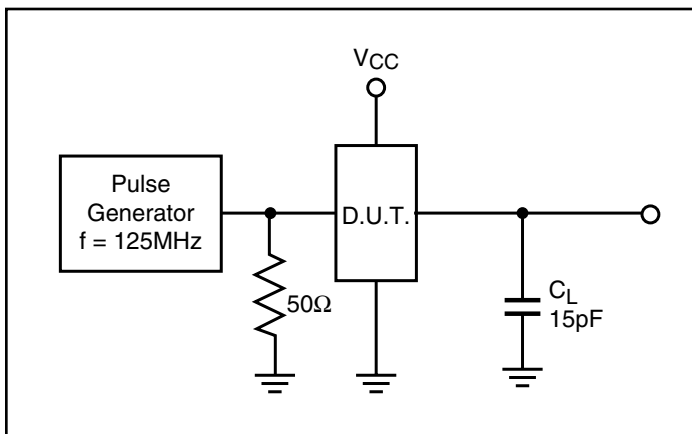 VCC
Pulse
Generator
f = 125MHz
D.U.T.
50Ω
CL
15pF